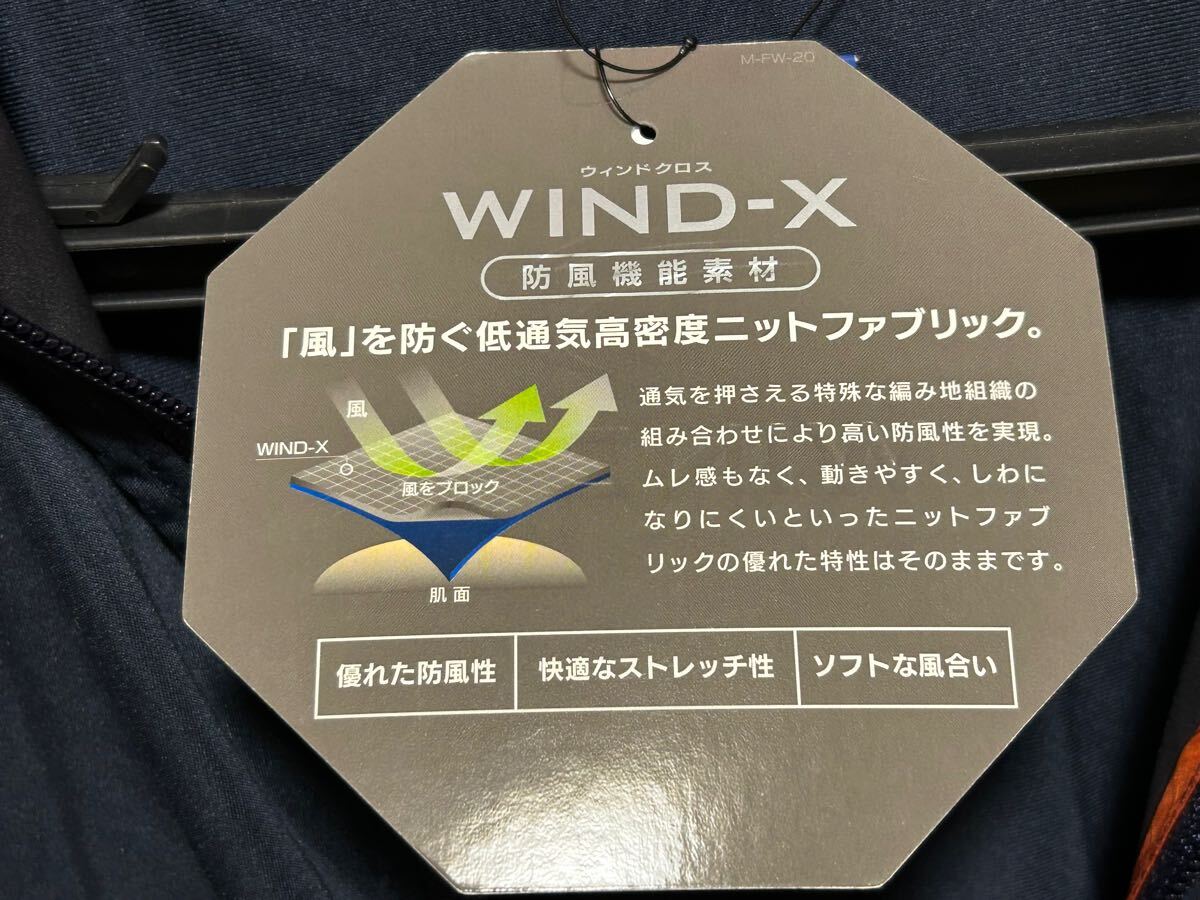 M-FW-20
ウィンドクロス
WIND-X
防風機能素材
「風」を防ぐ低通気高密度ニットファブリック。
風
WIND-X
風をブロック
肌面
通気を押さえる特殊な編み地組織の
組み合わせにより高い防風性を実現。
ムレ感もなく、動きやすく、しわに
なりにくいといったニットファブ
リックの優れた特性はそのままです。
優れた防風性
快適なストレッチ性
ソフトな風合い